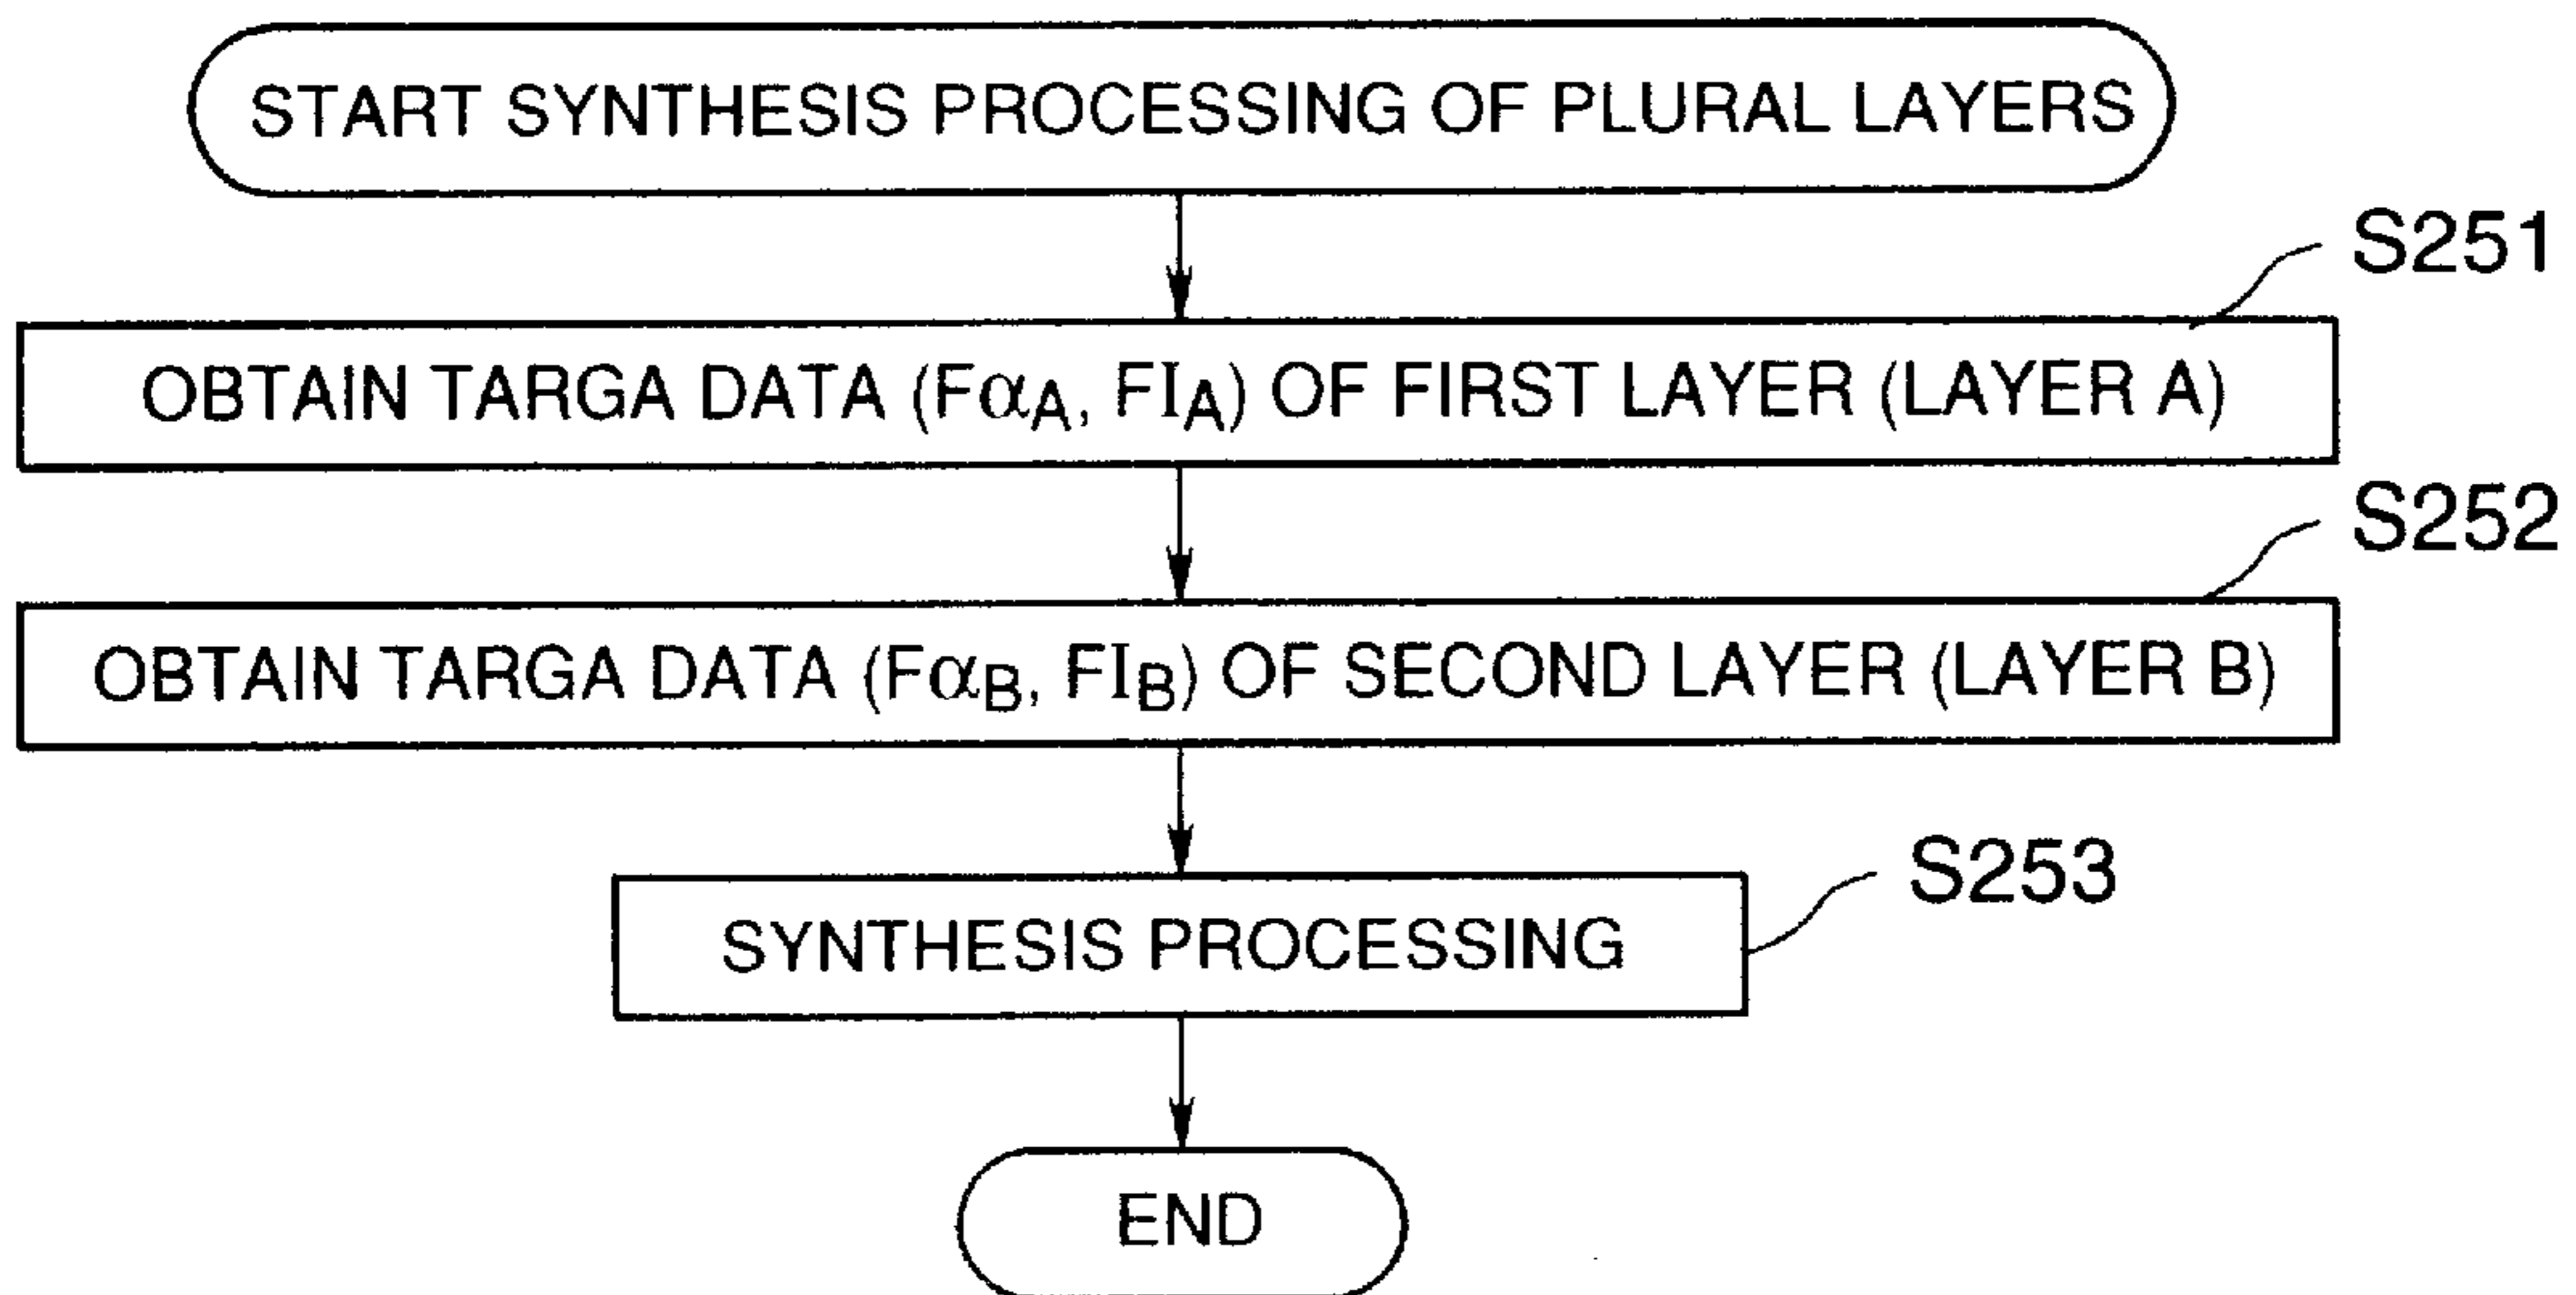 START SYNTHESIS PROCESSING OF PLURAL LAYERS
S251
OBTAIN TARGA DATA (FαA, FIA) OF FIRST LAYER (LAYER A)
S252
OBTAIN TARGA DATA (FαB, FIB) OF SECOND LAYER (LAYER B)
S253
SYNTHESIS PROCESSING
END